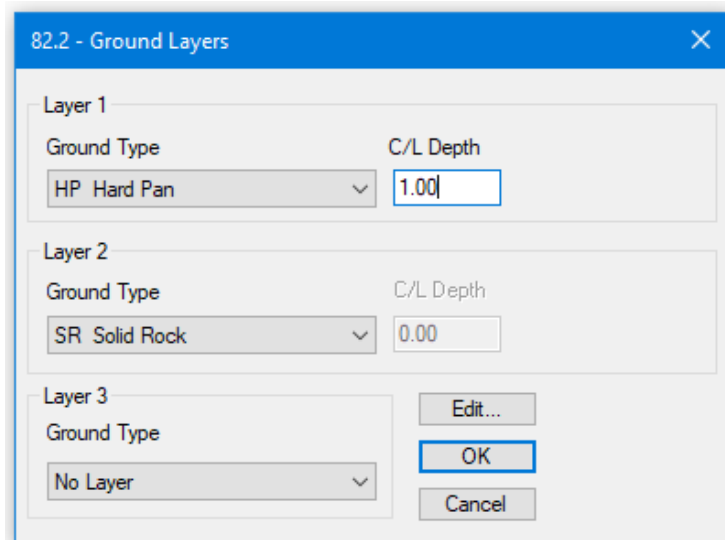 82.2 - Ground Layers
Layer 1
Ground Type C/L Depth
HP Hard Pan 1.00
Layer 2
Ground Type C/L Depth
SR Solid Rock 0.00
Layer 3
Ground Type
No Layer
Edit...
OK
Cancel